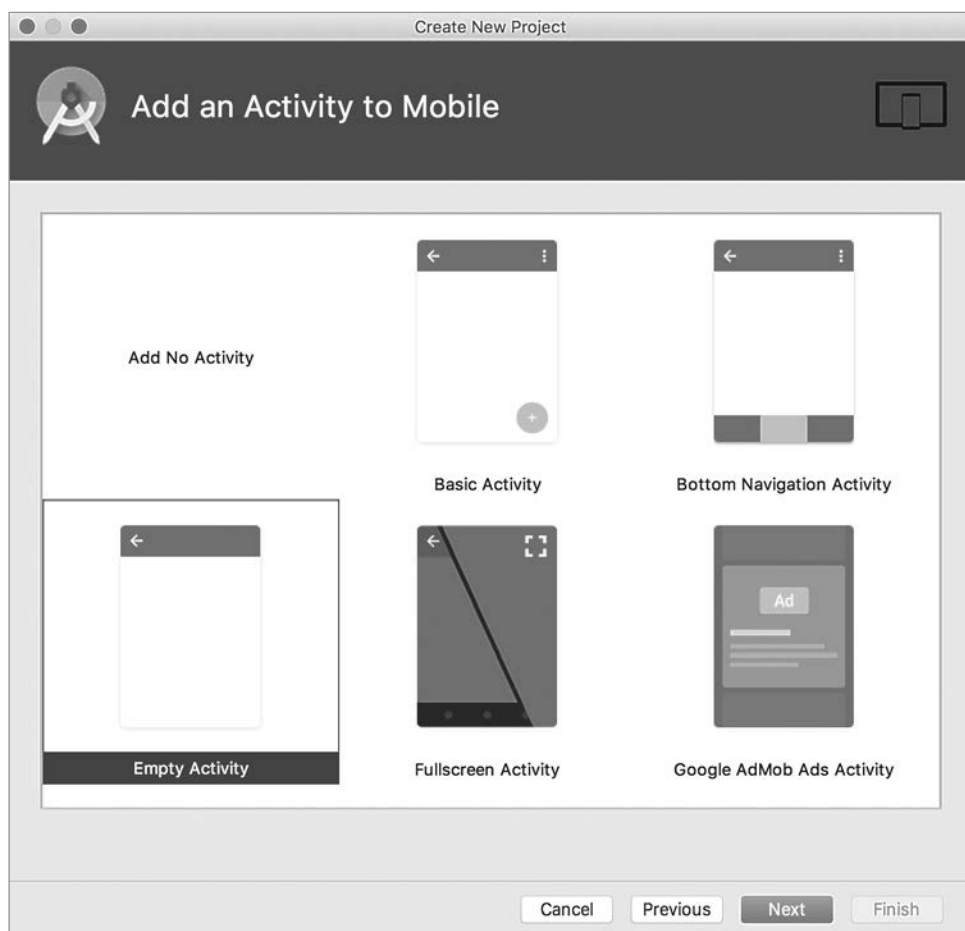 Create New Project
Add an Activity to Mobile
Add No Activity
Basic Activity
Bottom Navigation Activity
Ad
Empty Activity
Fullscreen Activity
Google AdMob Ads Activity
Cancel
Previous
Next
Finish